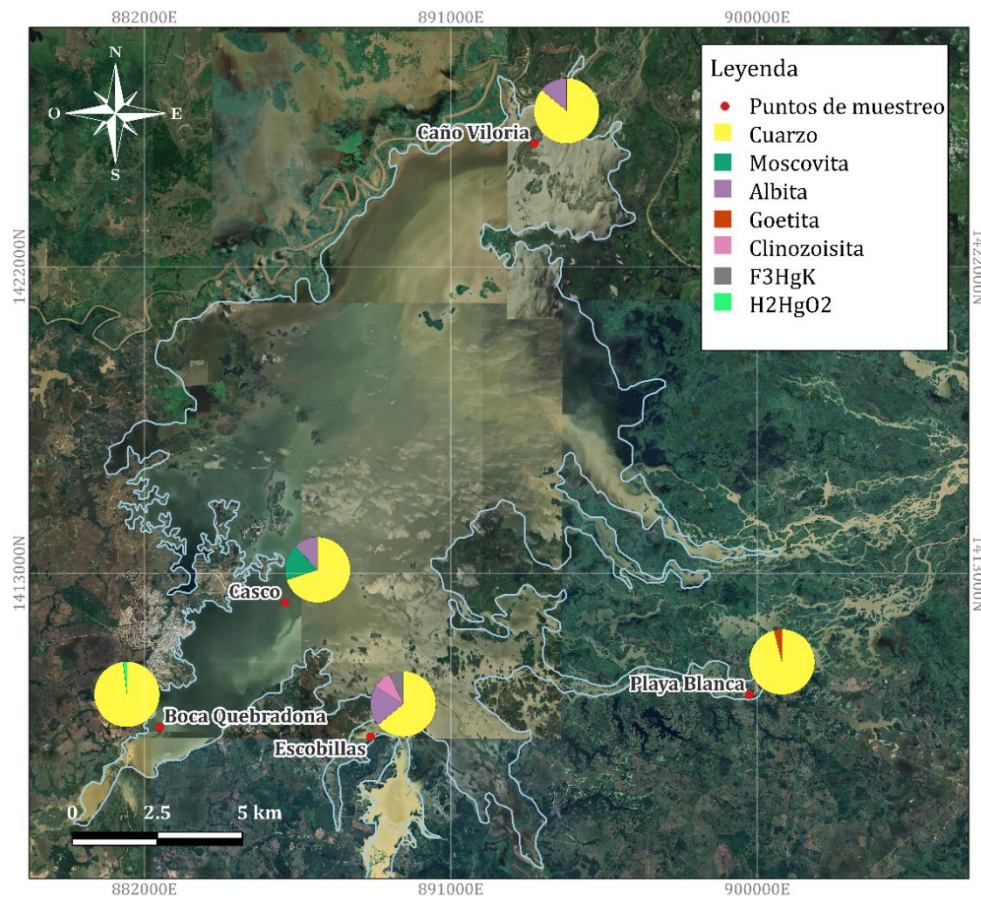 882000E 891000E 900000E
N
O E
S
Leyenda
Puntos de muestreo
Cuarzo
Moscovita
Albita
Goetita
Clinozoisita
F3HgK
H2HgO2
Caño Viloria
1422000N 1422000N
1413000N 1413000N
Casco
Playa Blanca
Boca Quebradona
Escobillas
0 2.5 5 km
882000E 891000E 900000E